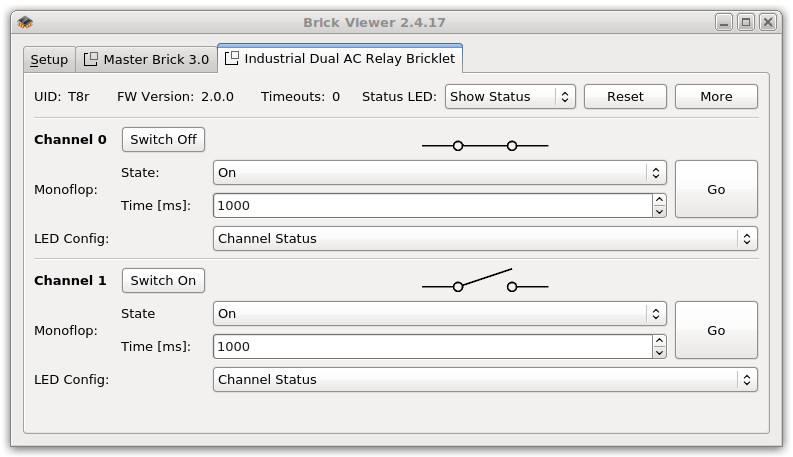 Brick Viewer 2.4.17
Setup Master Brick 3.0 Industrial Dual AC Relay Bricklet
UID: T8r FW Version: 2.0.0 Timeouts: 0 Status LED: Show Status Reset More
Channel 0 Switch Off
State: On
Monoflop: Go
Time [ms]: 1000
LED Config: Channel Status
Channel 1 Switch On
State On
Monoflop: Go
Time [ms]: 1000
LED Config: Channel Status